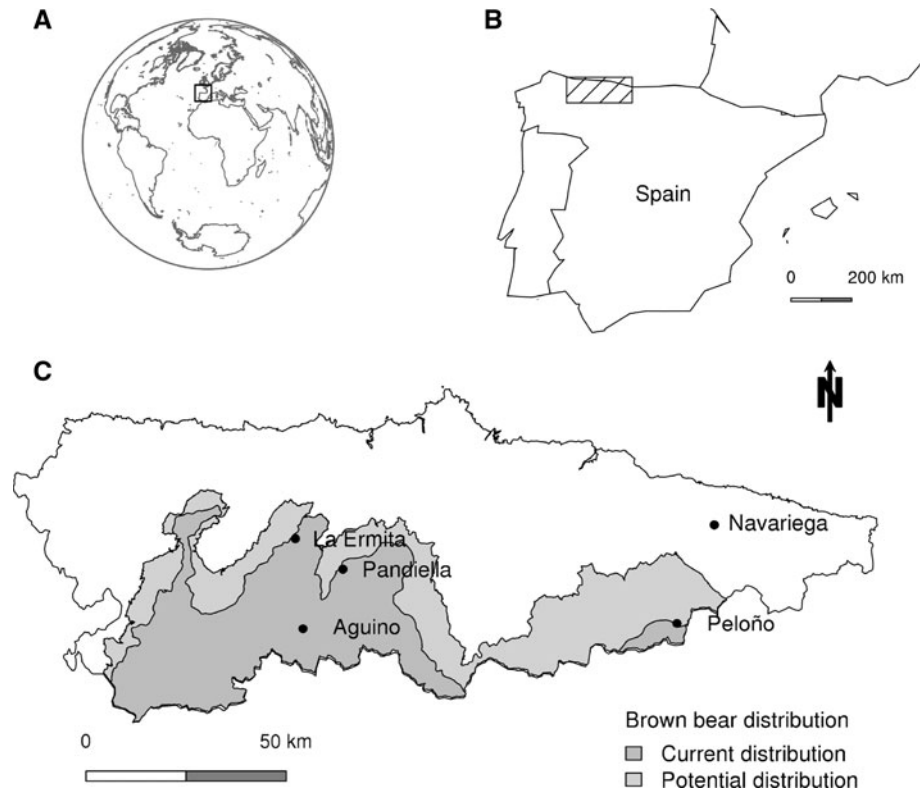 A
B
Spain
0 200 km
C
N
Navariega
La Ermita
Pandiella
Peloño
Aguino
Brown bear distribution
0 50 km
Current distribution
Potential distribution